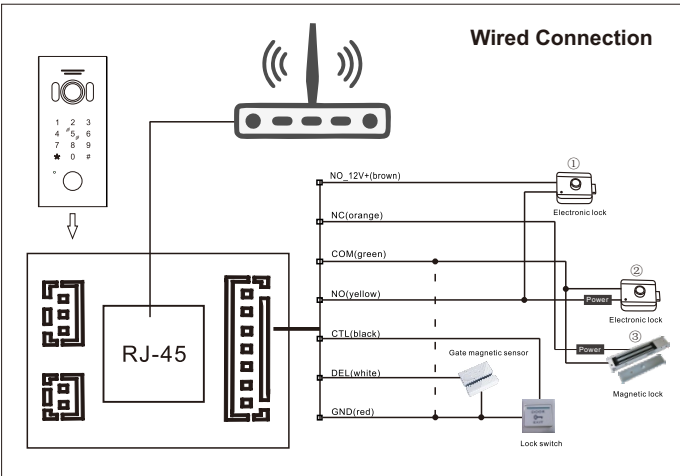 Wired Connection
1 2 3
4 5 6
7 8 9
* 0 #
NO_12V+(brown)
①
Electronic lock
NC(orange)
COM(green)
②
NO(yellow)
Power
Electronic lock
CTL(black)
③
Power
RJ-45
Gate magnetic sensor
DEL(white)
Magnetic lock
GND(red)
Lock switch